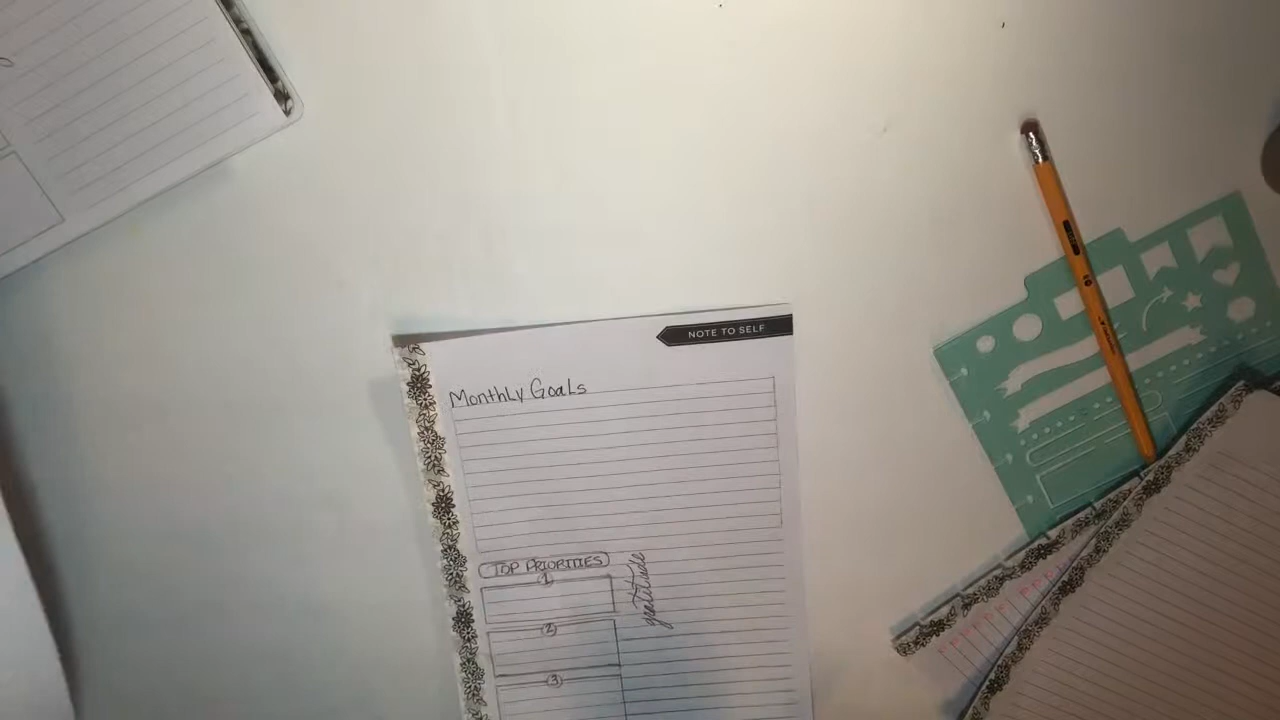 NOTE TO SELF
Monthly Goals
TOP PRIORITIES
1
gratitude
2
3